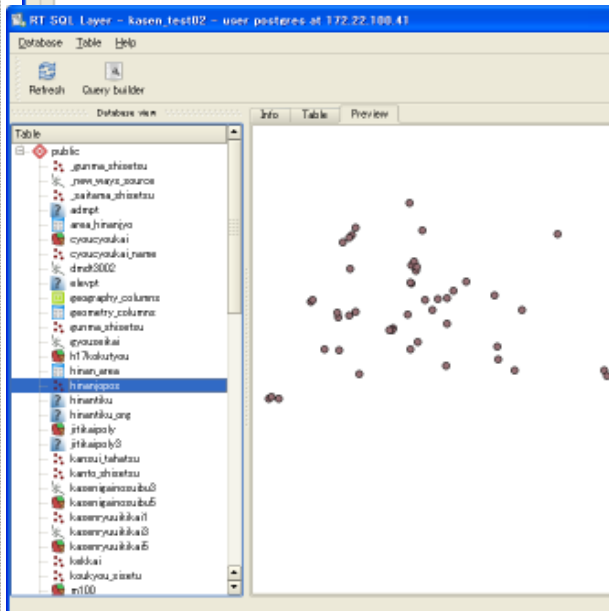 RT SQL Layer - kasen_test02 - user postgres at 172.22.100.41
Database Table Help
Refresh Query builder
Database view
Info Table Preview
Table
public
_gunma_shisetsu
_new_ways_source
_saitama_shisetsu
admpt
area_hinanjyo
cyoucyoukai
cyoucyoukai_name
dmdt3002
elevpt
geography_columns
geometry_columns
gunma_shisetsu
gyouseikai
h17kokutyou
hinan_area
hinanjopos
hinantiku
hinantiku_org
jitikaipoly
jitikaipoly3
kansui_tahatsu
kanto_shisetsu
kasenigainosuibu3
kasenigainosuibu5
kasenryuuikikai1
kasenryuuikikai3
kasenryuuikikai5
kekkai
koukyou_sisetu
m100